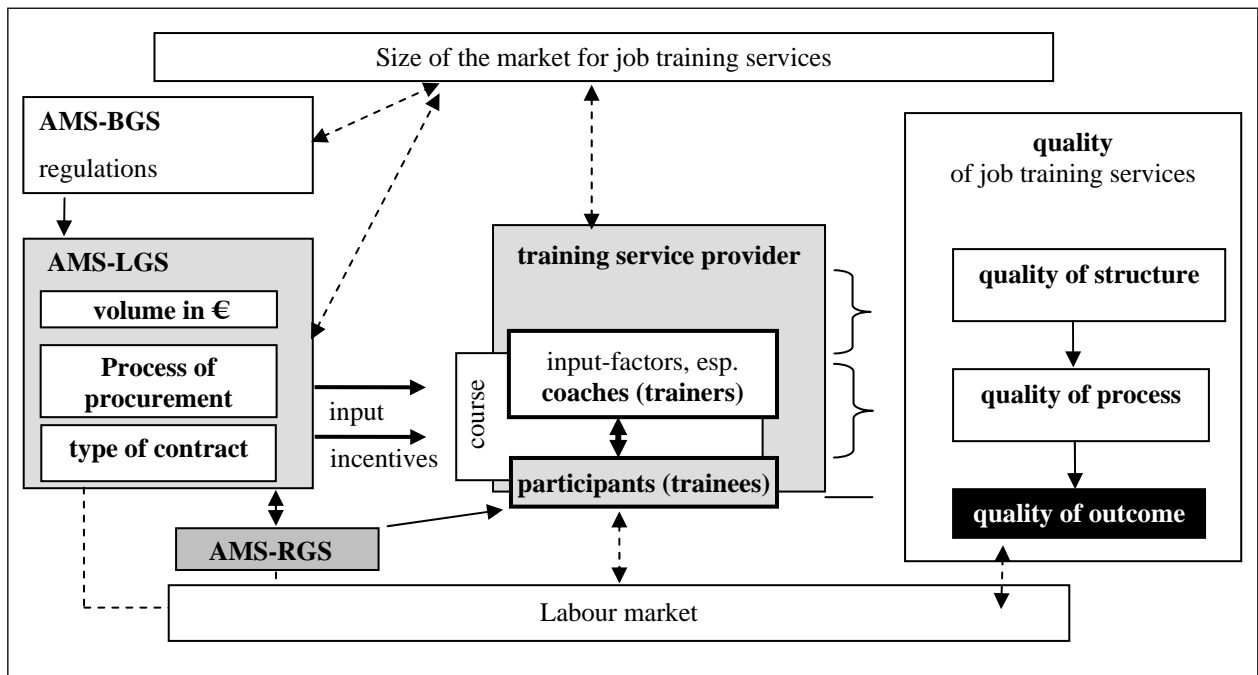 Size of the market for job training services
AMS-BGS
regulations
AMS-LGS
volume in €
Process of
procurement
type of contract
input
incentives
AMS-RGS
training service provider
course
input-factors, esp.
coaches (trainers)
participants (trainees)
quality
of job training services
quality of structure
quality of process
quality of outcome
Labour market